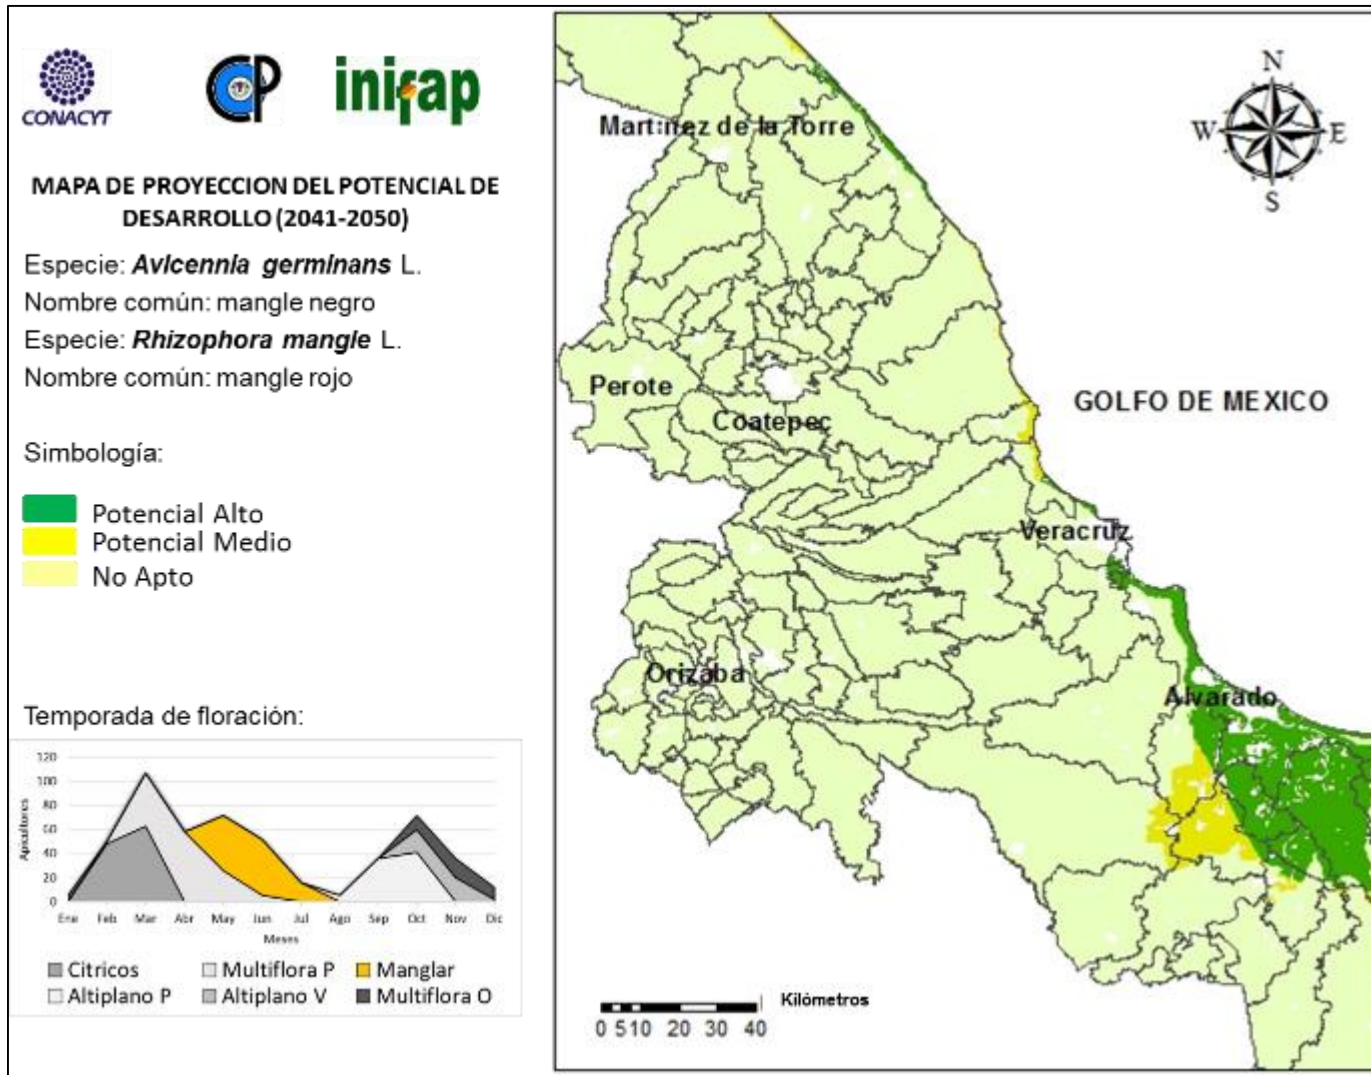 CONACYT
CP
inifap
MAPA DE PROYECCION DEL POTENCIAL DE
DESARROLLO (2041-2050)
Especie: Avicennia germinans L.
Nombre común: mangle negro
Especie: Rhizophora mangle L.
Nombre común: mangle rojo
Simbología:
Potencial Alto
Potencial Medio
No Apto
Temporada de floración:
120
100
80
60
40
20
0
Apicultores
Ene Feb Mar Abr May Jun Jul Ago Sep Oct Nov Dic
Meses
Citricos Multiflora P Manglar
Altiplano P Altiplano V Multiflora O
N
W E
S
Martinez de la Torre
Perote
Coatepec
GOLFO DE MEXICO
Veracruz
Orizaba
Alvarado
Kilómetros
0 5 10 20 30 40